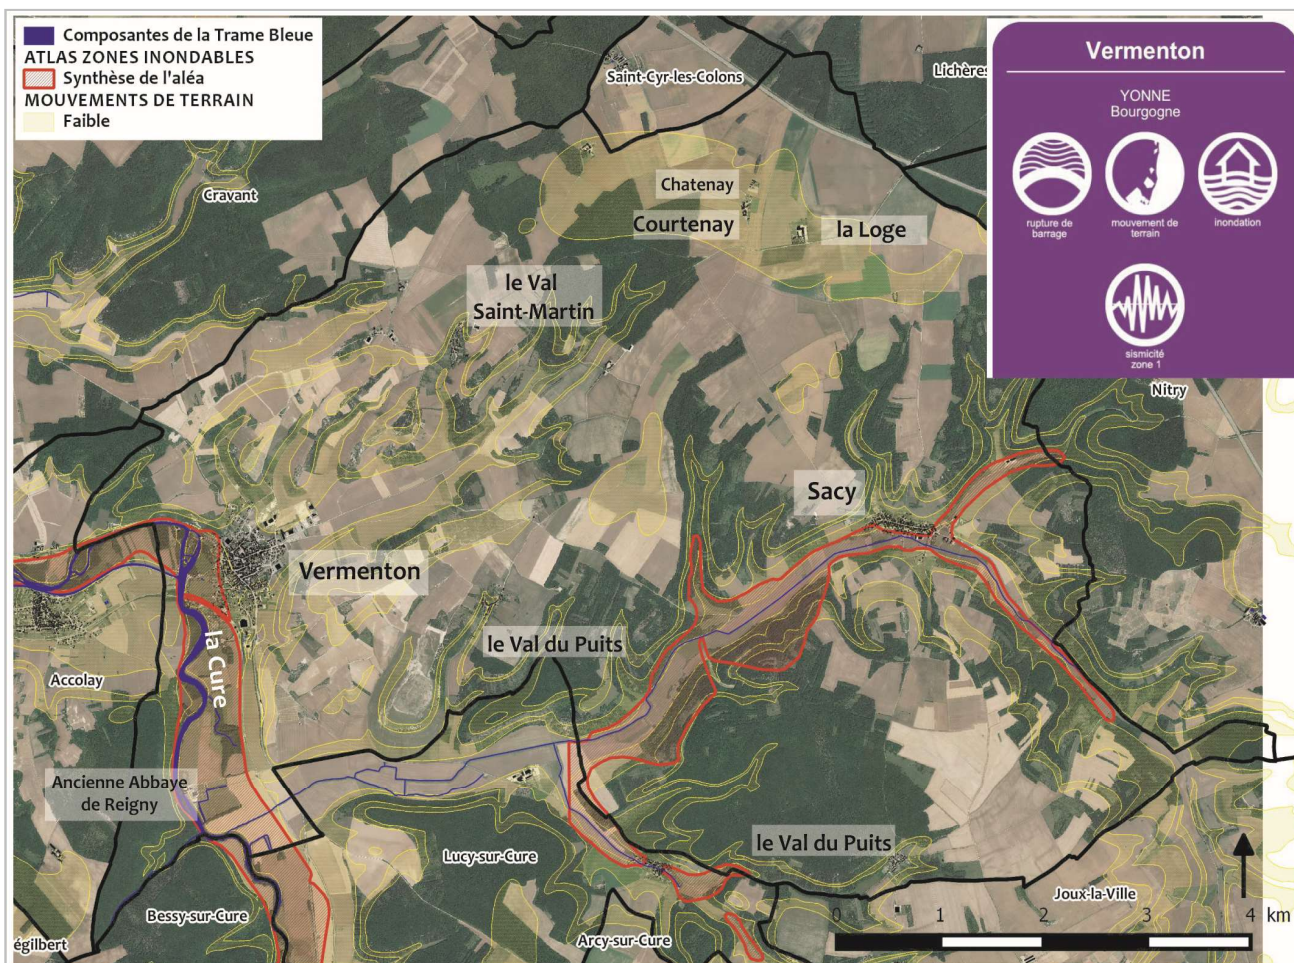 Composantes de la Trame Bleue
ATLAS ZONES INONDABLES
Synthèse de l'aléa
MOUVEMENTS DE TERRAIN
Faible
Vermenton
YONNE
Bourgogne
rupture de
barrage
mouvement de
terrain
inondation
sismicité
zone 1
Saint-Cyr-les-Colons
Lichères
Cravant
Chatenay
Courtenay
la Loge
le Val
Saint-Martin
Nitry
Sacy
Vermenton
le Val du Puits
la Cure
Accolay
Ancienne Abbaye
de Reigny
Lucy-sur-Cure
le Val du Puits
Joux-la-Ville
Bessy-sur-Cure
égilbert
Arcy-sur-Cure
0 1 2 3 4 km